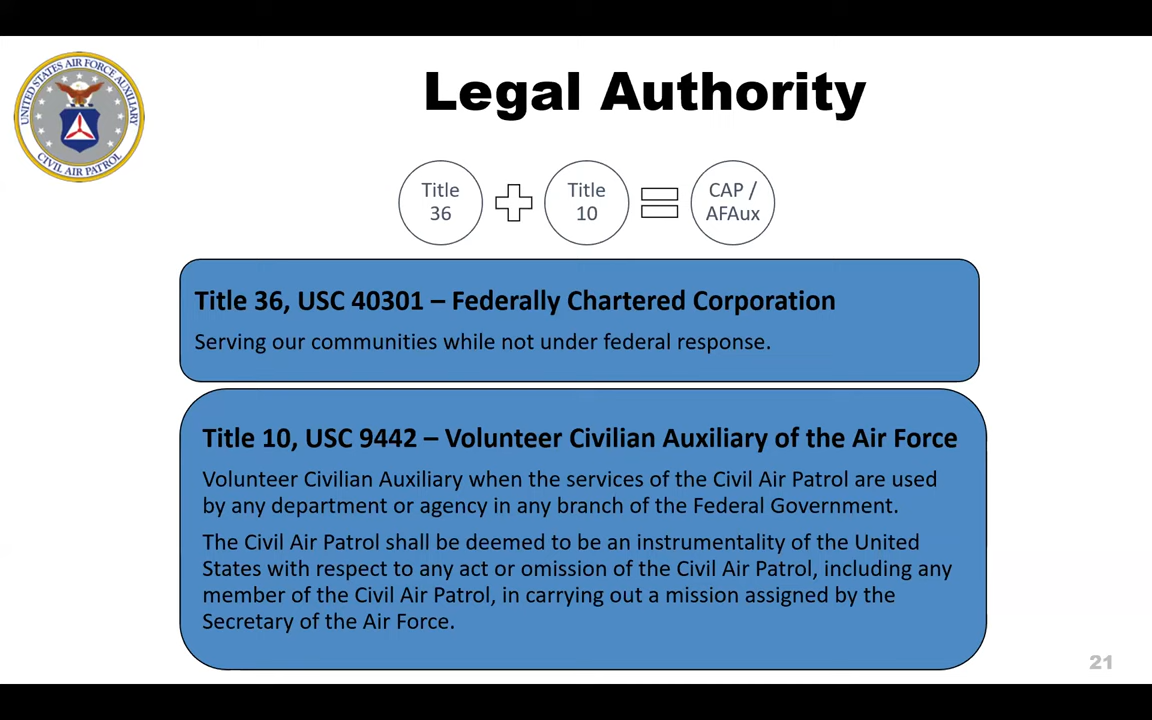 UNITED STATES AIR FORCE AUXILIARY
CIVIL AIR PATROL
Legal Authority
Title
36
Title
10
CAP /
AFAux
Title 36, USC 40301 – Federally Chartered Corporation
Serving our communities while not under federal response.
Title 10, USC 9442 – Volunteer Civilian Auxiliary of the Air Force
Volunteer Civilian Auxiliary when the services of the Civil Air Patrol are used
by any department or agency in any branch of the Federal Government.
The Civil Air Patrol shall be deemed to be an instrumentality of the United
States with respect to any act or omission of the Civil Air Patrol, including any
member of the Civil Air Patrol, in carrying out a mission assigned by the
Secretary of the Air Force.
21